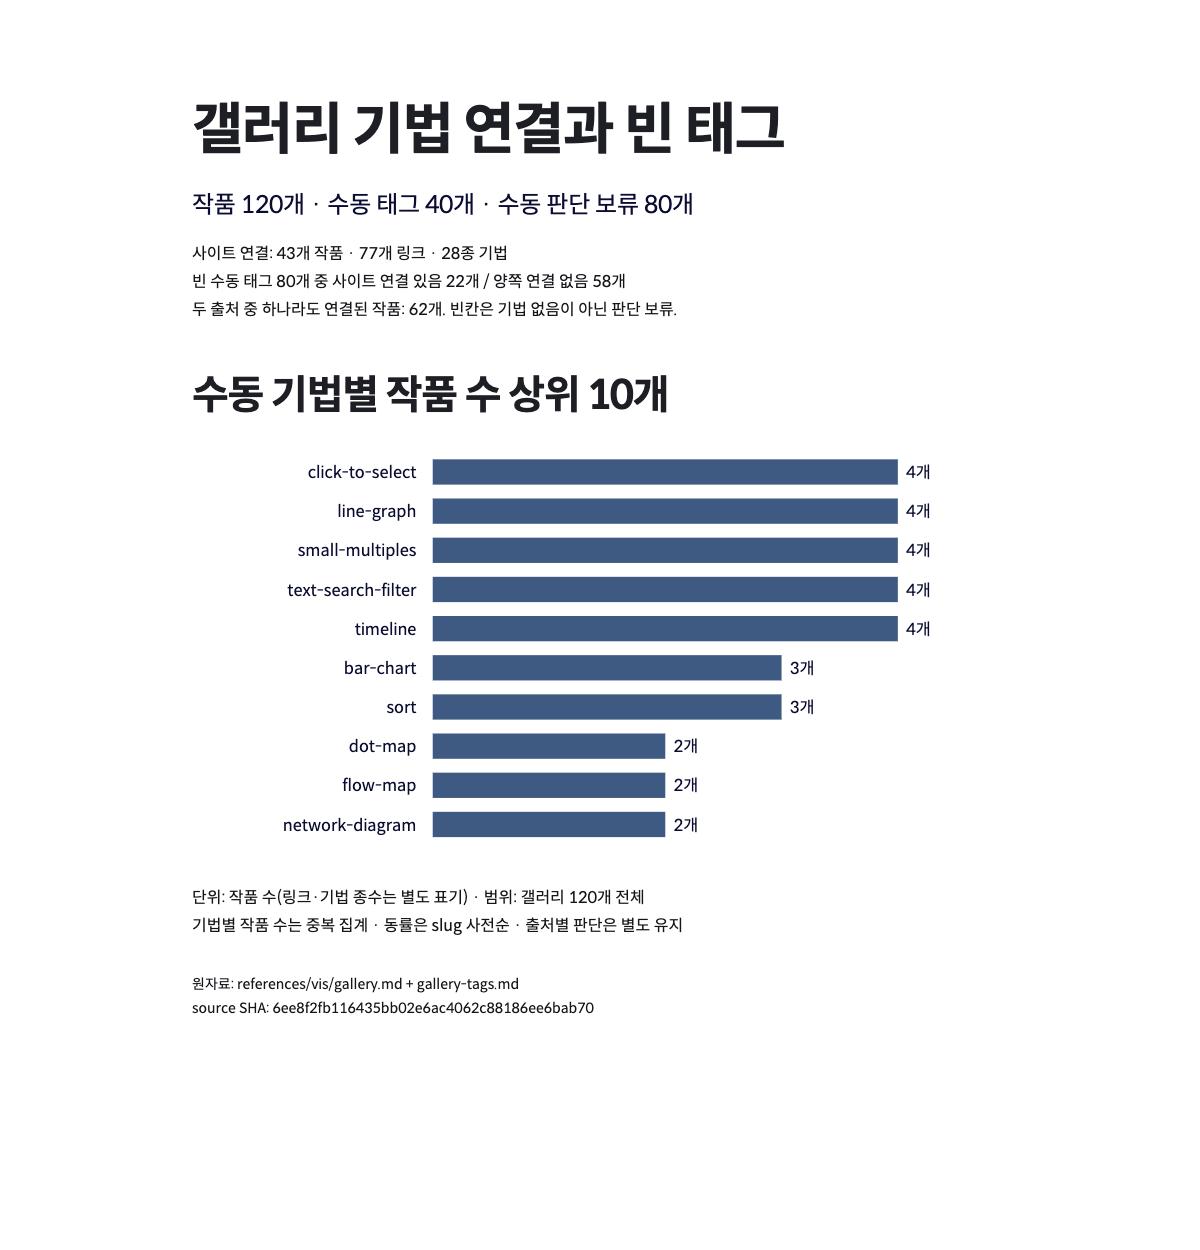 갤러리 기법 연결과 빈 태그
작품 120개 · 수동 태그 40개 · 수동 판단 보류 80개
사이트 연결: 43개 작품 · 77개 링크 · 28종 기법
빈 수동 태그 80개 중 사이트 연결 있음 22개 / 양쪽 연결 없음 58개
두 출처 중 하나라도 연결된 작품: 62개. 빈칸은 기법 없음이 아닌 판단 보류.
수동 기법별 작품 수 상위 10개
click-to-select 4개
line-graph 4개
small-multiples 4개
text-search-filter 4개
timeline 4개
bar-chart 3개
sort 3개
dot-map 2개
flow-map 2개
network-diagram 2개
단위: 작품 수(링크·기법 종수는 별도 표기) · 범위: 갤러리 120개 전체
기법별 작품 수는 중복 집계 · 동률은 slug 사전순 · 출처별 판단은 별도 유지
원자료: references/vis/gallery.md + gallery-tags.md
source SHA: 6ee8f2fb116435bb02e6ac4062c88186ee6bab70